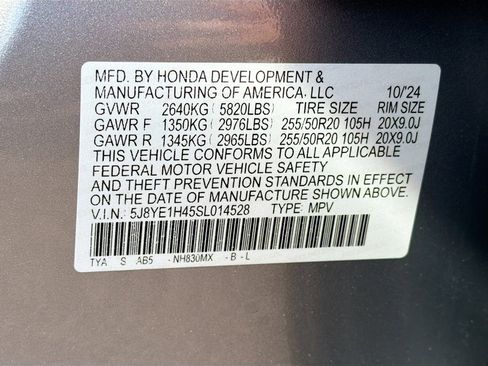 MFD. BY HONDA DEVELOPMENT &
MANUFACTURING OF AMERICA, LLC 10/'24
GVWR 2640KG (5820LBS) TIRE SIZE RIM SIZE
GAWR F 1350KG (2976LBS) 255/50R20 105H 20X9.0J
GAWR R 1345KG (2965LBS) 255/50R20 105H 20X9.0J
THIS VEHICLE CONFORMS TO ALL APPLICABLE
FEDERAL MOTOR VEHICLE SAFETY
AND THEFT PREVENTION STANDARDS IN EFFECT
ON THE DATE OF MANUFACTURE SHOWN ABOVE.
V.I.N.: 5J8YE1H45SL014528 TYPE: MPV
TYA S AB5 - NH830MX - B - L